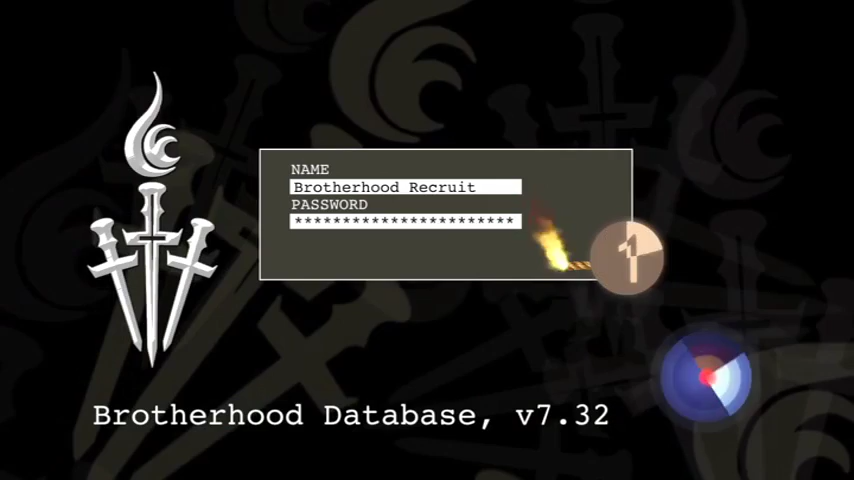 NAME
Brotherhood Recruit
PASSWORD
***********************
1
Brotherhood Database, v7.32